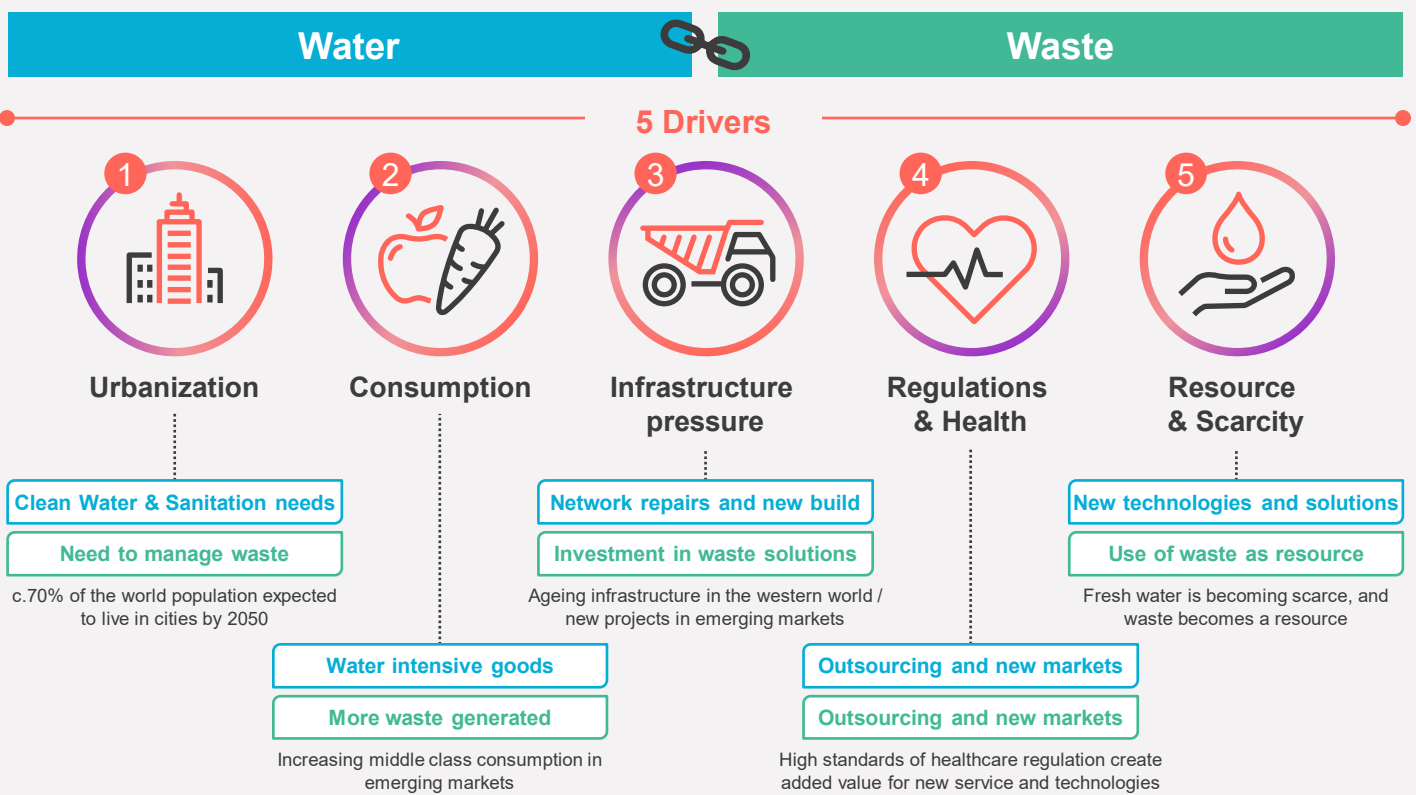 Water
Waste
5 Drivers
1
2
3
4
5
Urbanization
Consumption
Infrastructure
pressure
Regulations
& Health
Resource
& Scarcity
Clean Water & Sanitation needs
Need to manage waste
c.70% of the world population expected
to live in cities by 2050
Water intensive goods
More waste generated
Increasing middle class consumption in
emerging markets
Network repairs and new build
Investment in waste solutions
Ageing infrastructure in the western world /
new projects in emerging markets
Outsourcing and new markets
Outsourcing and new markets
High standards of healthcare regulation create
added value for new service and technologies
New technologies and solutions
Use of waste as resource
Fresh water is becoming scarce, and
waste becomes a resource